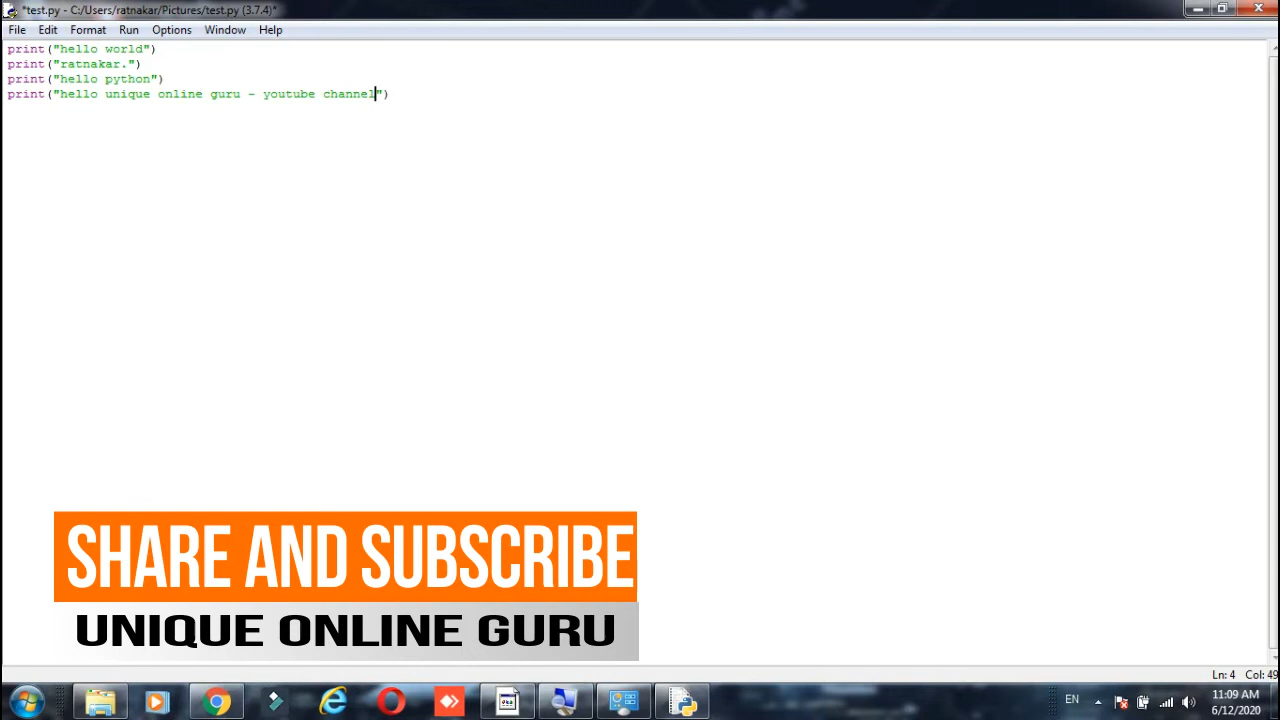 *test.py - C:/Users/ratnakar/Pictures/test.py (3.7.4)*
File Edit Format Run Options Window Help
print("hello world")
print("ratnakar.")
print("hello python")
print("hello unique online guru - youtube channel")
SHARE AND SUBSCRIBE
UNIQUE ONLINE GURU
Ln: 4 Col: 49
EN
11:09 AM
6/12/2020